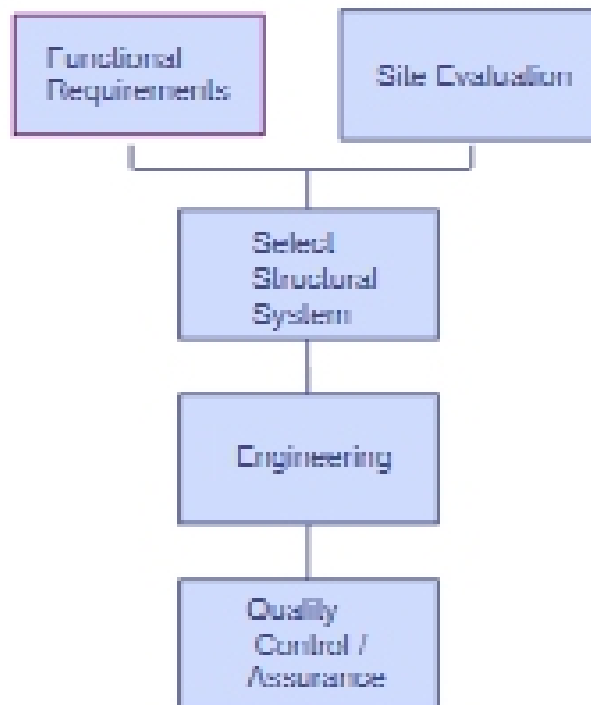 Functional
Requirements
Site Evaluation
Select
Structural
System
Engineering
Quality
Control /
Assurance